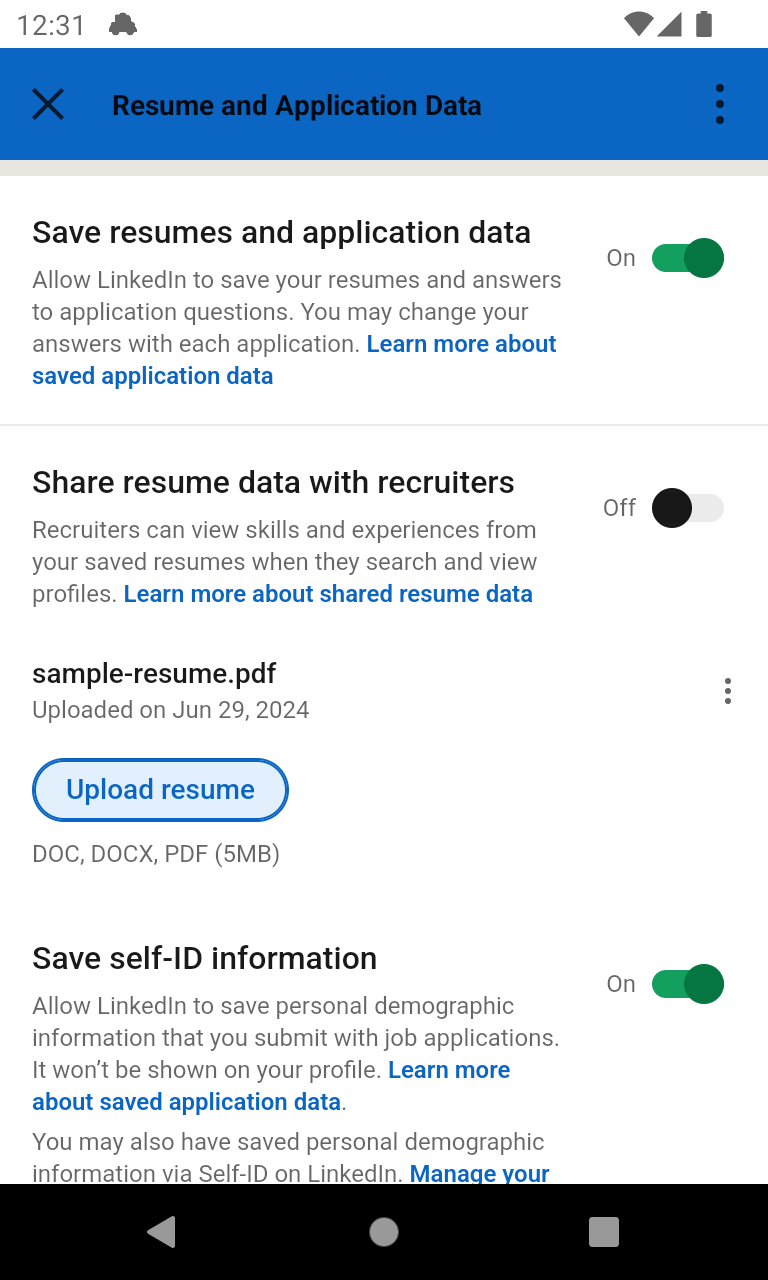 12:31
Resume and Application Data
Save resumes and application data
On
Allow LinkedIn to save your resumes and answers
to application questions. You may change your
answers with each application. Learn more about
saved application data
Share resume data with recruiters
Off
Recruiters can view skills and experiences from
your saved resumes when they search and view
profiles. Learn more about shared resume data
sample-resume.pdf
Uploaded on Jun 29, 2024
Upload resume
DOC, DOCX, PDF (5MB)
Save self-ID information
On
Allow LinkedIn to save personal demographic
information that you submit with job applications.
It won’t be shown on your profile. Learn more
about saved application data.
You may also have saved personal demographic
information via Self-ID on LinkedIn. Manage your